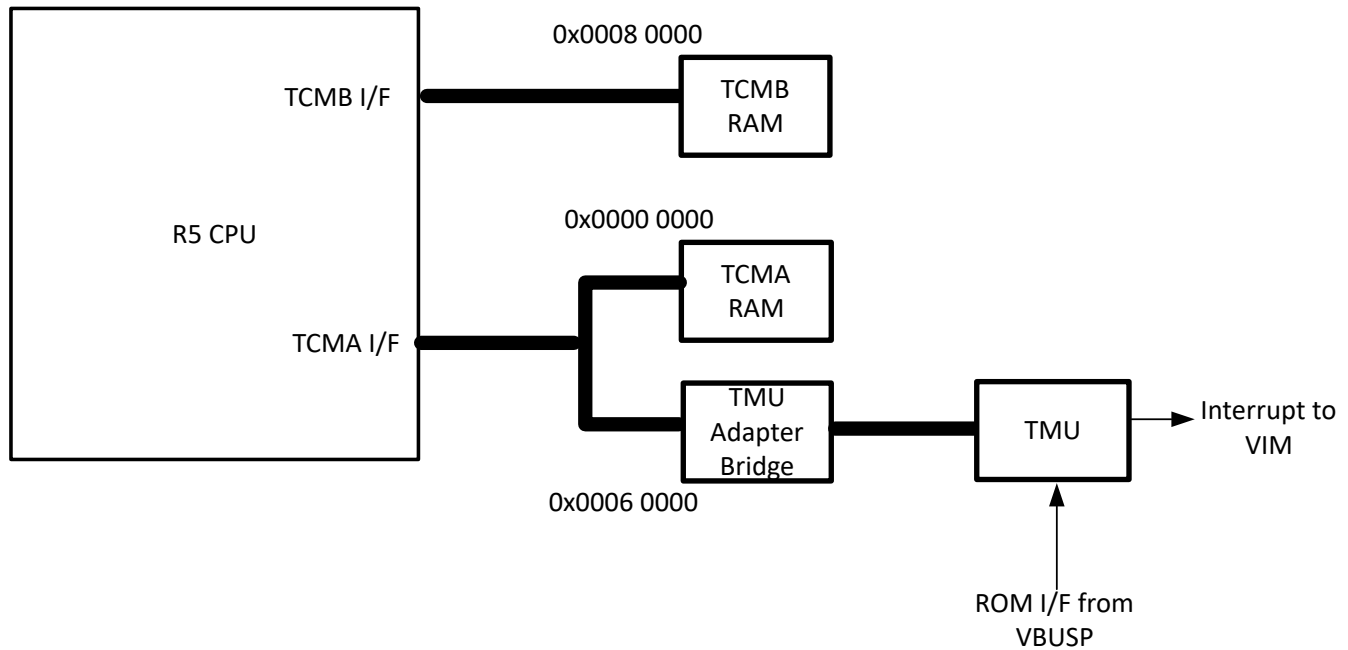 0x0008 0000
TCMB I/F
TCMB
RAM
R5 CPU
0x0000 0000
TCMA
RAM
TCMA I/F
TMU
Adapter
Bridge
TMU
Interrupt to
VIM
0x0006 0000
ROM I/F from
VBUSP